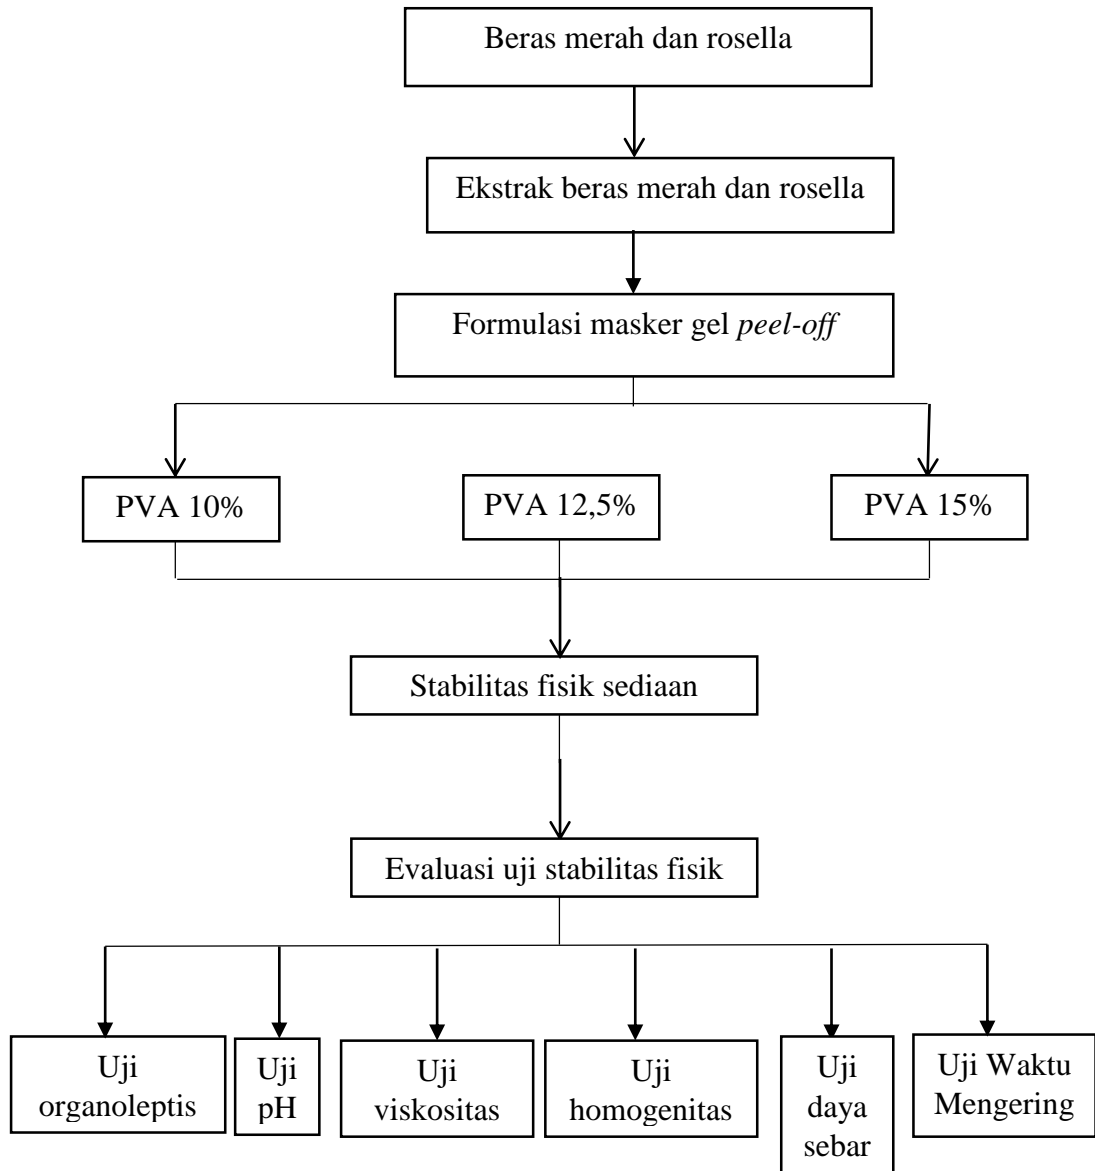 Beras merah dan rosella
Ekstrak beras merah dan rosella
Formulasi masker gel peel-off
PVA 10%
PVA 12,5%
PVA 15%
Stabilitas fisik sediaan
Evaluasi uji stabilitas fisik
Uji
organoleptis
Uji
pH
Uji
viskositas
Uji
homogenitas
Uji
daya
sebar
Uji Waktu
Mengering